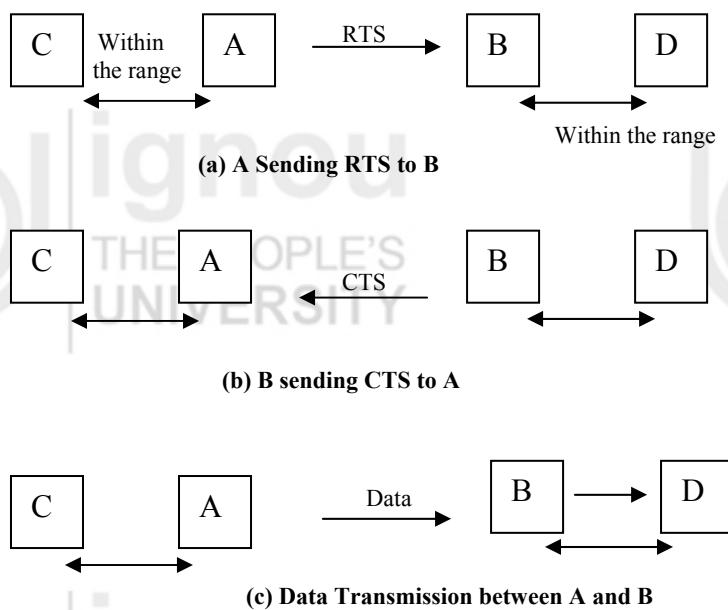 C Within the range A RTS B D
Within the range
(a) A Sending RTS to B
ignou
THE PEOPLE'S
UNIVERSITY
C A CTS B D
(b) B sending CTS to A
C A Data B D
(c) Data Transmission between A and B